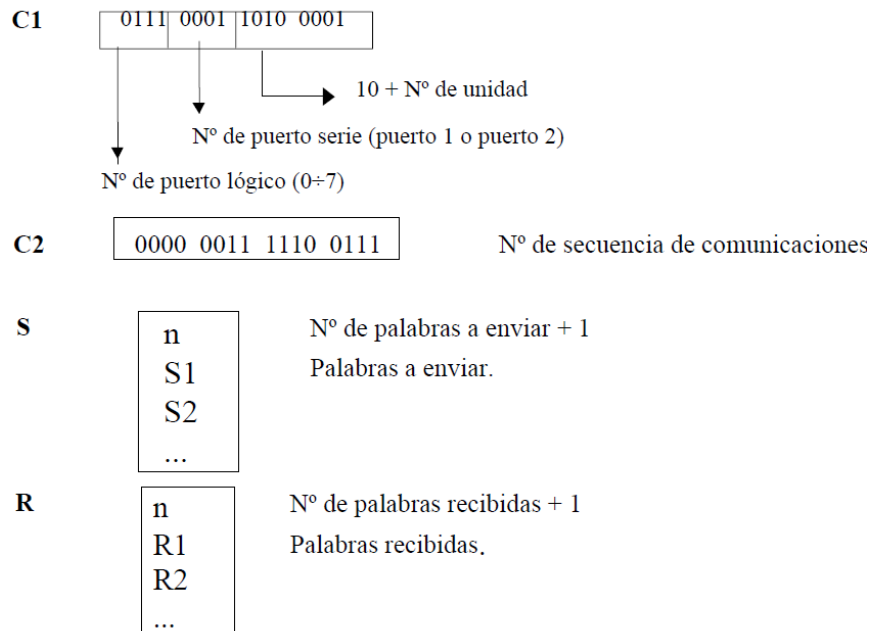 C1 0111 0001 1010 0001
10 + Nº de unidad
Nº de puerto serie (puerto 1 o puerto 2)
Nº de puerto lógico (0÷7)
C2 0000 0011 1110 0111 Nº de secuencia de comunicaciones
S n Nº de palabras a enviar + 1
S1 Palabras a enviar.
S2
...
R n Nº de palabras recibidas + 1
R1 Palabras recibidas.
R2
...